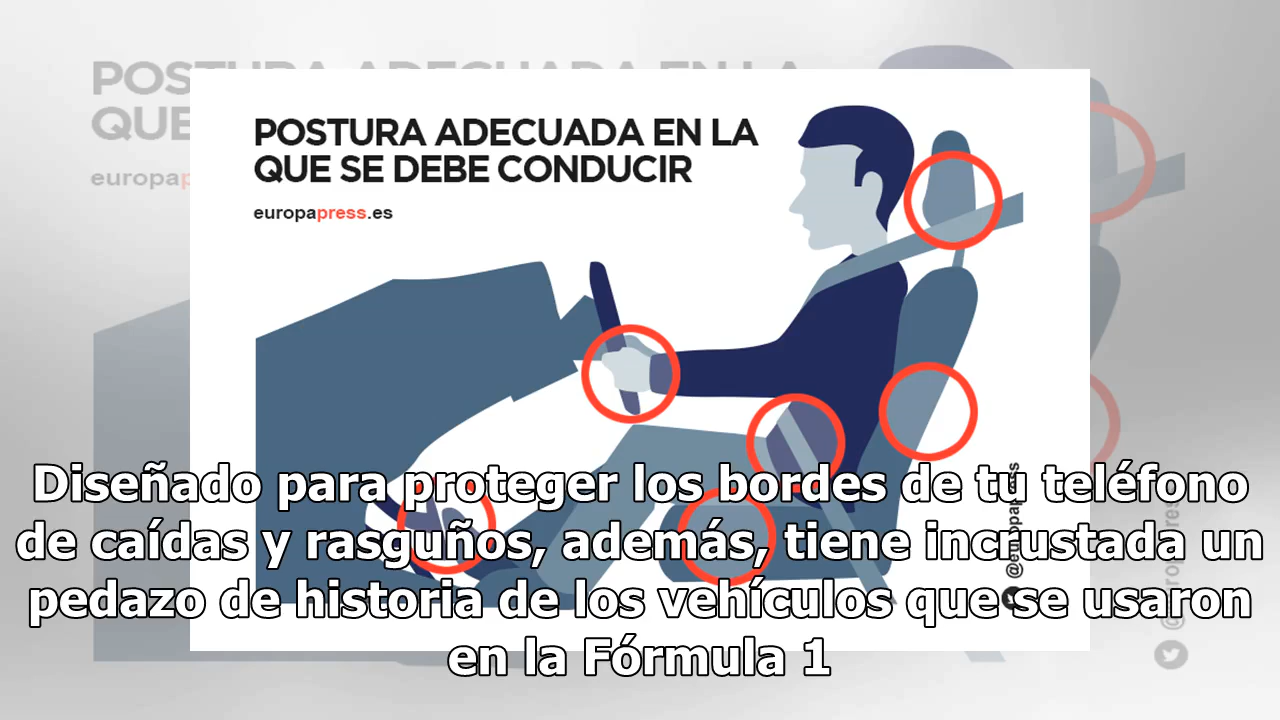 POSTURA ADECUADA EN LA
QUE SE DEBE CONDUCIR
europapress.es
@europapress
Diseñado para proteger los bordes de tu teléfono
de caídas y rasguños, además, tiene incrustada un
pedazo de historia de los vehículos que se usaron
en la Fórmula 1